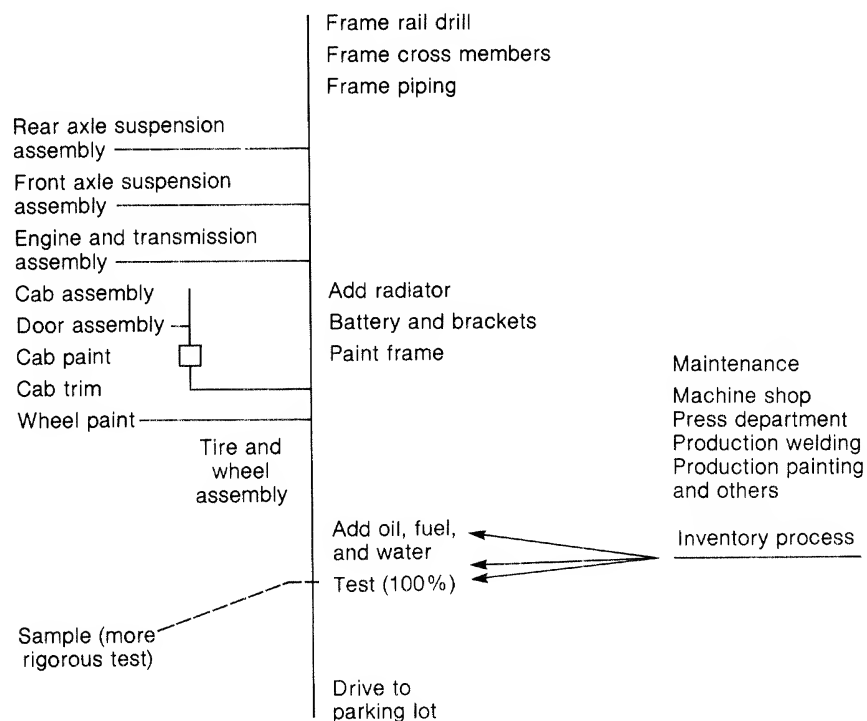 Frame rail drill
Frame cross members
Frame piping
Rear axle suspension
assembly
Front axle suspension
assembly
Engine and transmission
assembly
Cab assembly
Add radiator
Door assembly
Battery and brackets
Cab paint
Paint frame
Maintenance
Cab trim
Machine shop
Wheel paint
Press department
Tire and
wheel
assembly
Production welding
Production painting
and others
Add oil, fuel,
and water
Inventory process
Test (100%)
Sample (more
rigorous test)
Drive to
parking lot